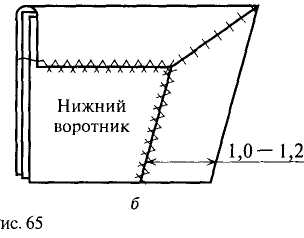 Нижний
воротник
1,0 — 1,2
б
ис. 65